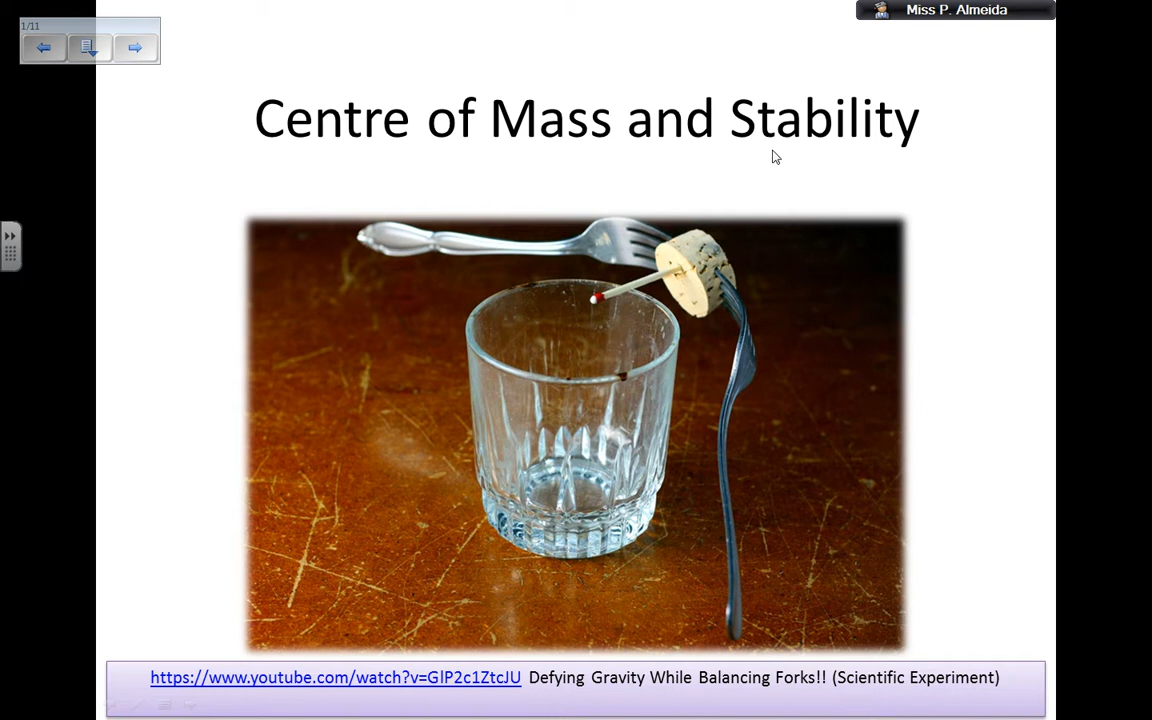 1/11
Miss P. Almeida
Centre of Mass and Stability
https://www.youtube.com/watch?v=GlP2c1ZtcJU Defying Gravity While Balancing Forks!! (Scientific Experiment)